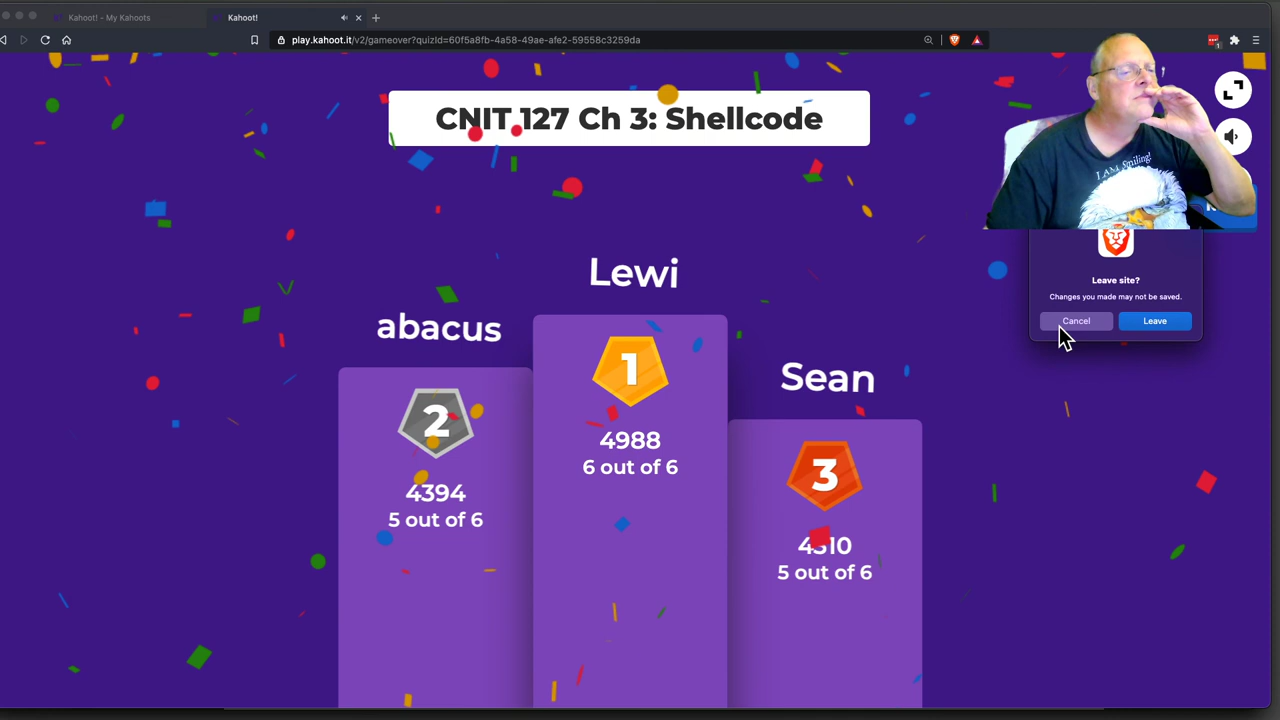 Kahoot! - My Kahoots
Kahoot!
play.kahoot.it/v2/gameover?quizId=60f5a8fb-4a58-49ae-afe2-59558c3259da
CNIT 127 Ch 3: Shellcode
I AM Smiling!
Leave site?
Changes you made may not be saved.
Cancel
Leave
Lewi
abacus
Sean
1
4988
6 out of 6
2
4394
5 out of 6
3
4310
5 out of 6